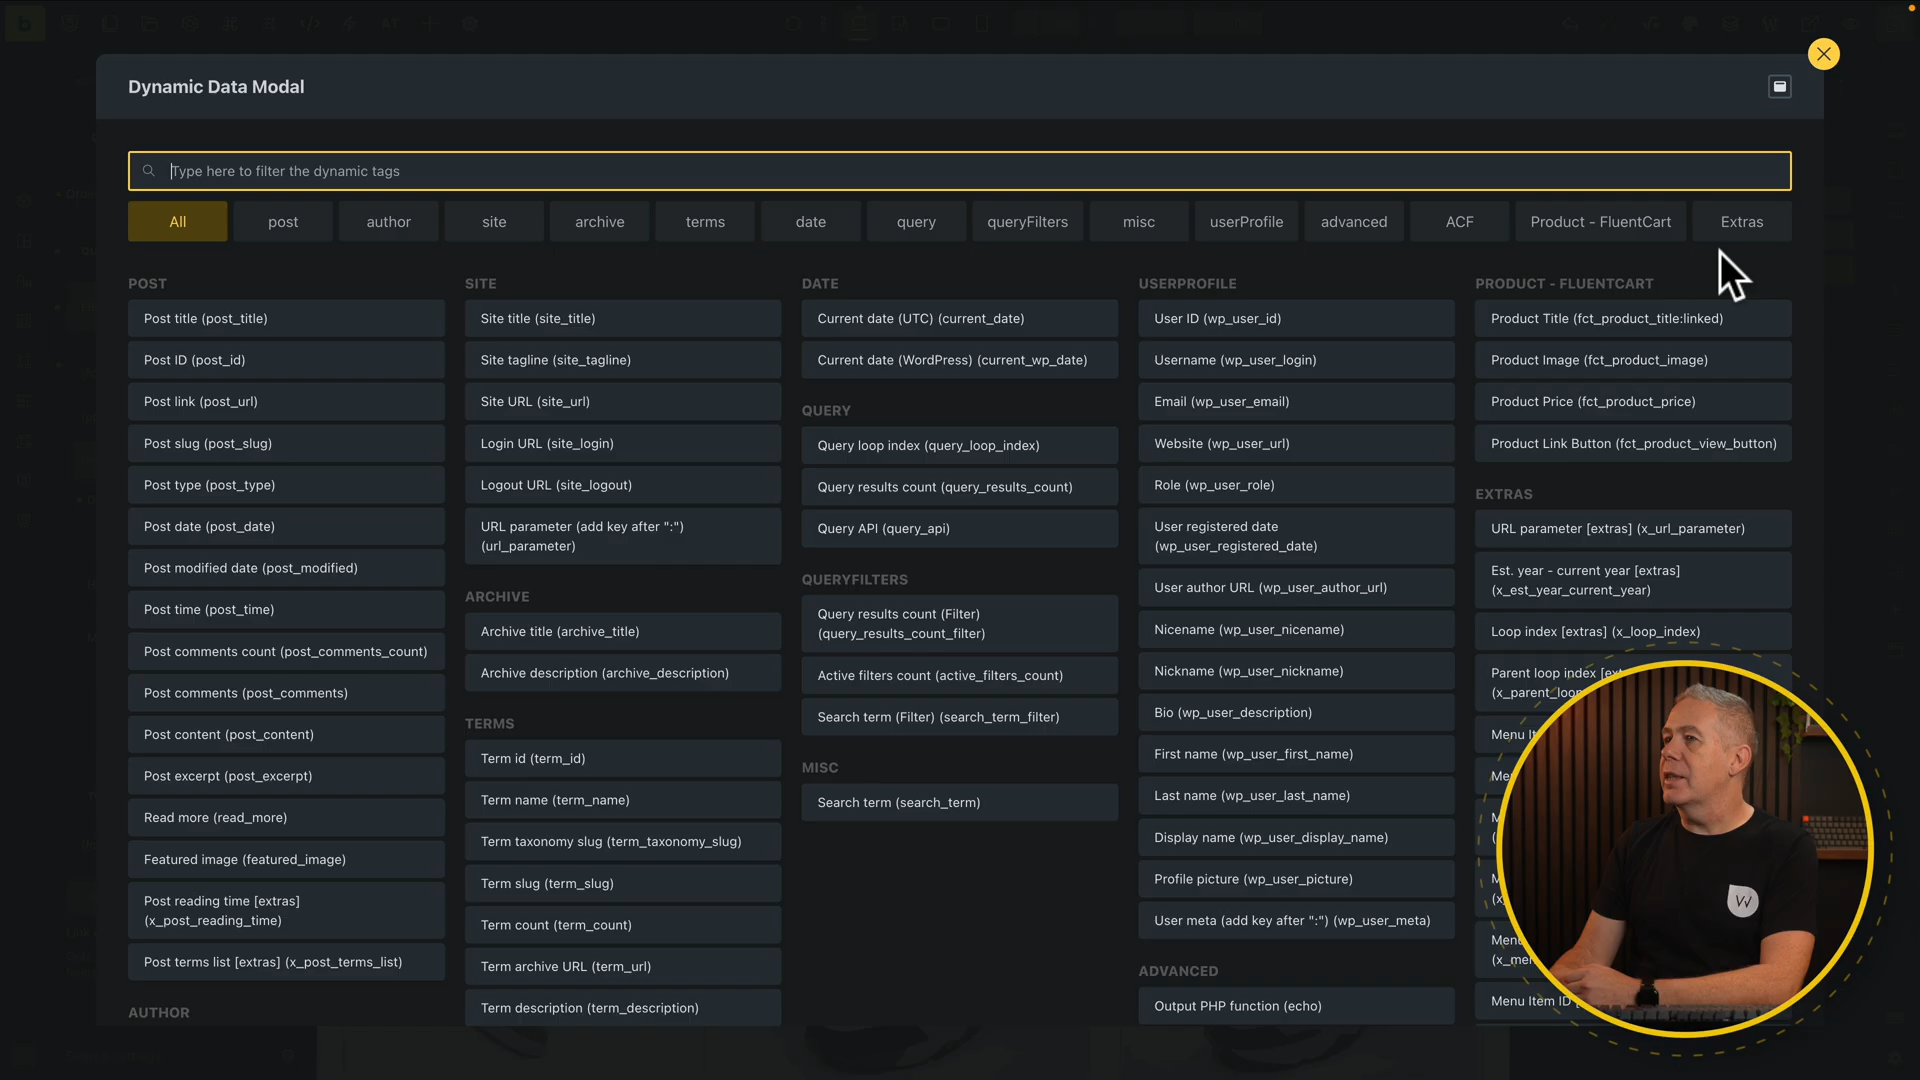 Dynamic Data Modal
Type here to filter the dynamic tags
All
post
author
site
archive
terms
date
query
queryFilters
misc
userProfile
advanced
ACF
Product - FluentCart
Extras
POST
Post title (post_title)
Post ID (post_id)
Post link (post_url)
Post slug (post_slug)
Post type (post_type)
Post date (post_date)
Post modified date (post_modified)
Post time (post_time)
Post comments count (post_comments_count)
Post comments (post_comments)
Post content (post_content)
Post excerpt (post_excerpt)
Read more (read_more)
Featured image (featured_image)
Post reading time [extras]
(x_post_reading_time)
Post terms list [extras] (x_post_terms_list)
AUTHOR
SITE
Site title (site_title)
Site tagline (site_tagline)
Site URL (site_url)
Login URL (site_login)
Logout URL (site_logout)
URL parameter (add key after ":")
(url_parameter)
ARCHIVE
Archive title (archive_title)
Archive description (archive_description)
TERMS
Term id (term_id)
Term name (term_name)
Term taxonomy slug (term_taxonomy_slug)
Term slug (term_slug)
Term count (term_count)
Term archive URL (term_url)
Term description (term_description)
DATE
Current date (UTC) (current_date)
Current date (WordPress) (current_wp_date)
QUERY
Query loop index (query_loop_index)
Query results count (query_results_count)
Query API (query_api)
QUERYFILTERS
Query results count (Filter)
(query_results_count_filter)
Active filters count (active_filters_count)
Search term (Filter) (search_term_filter)
MISC
Search term (search_term)
USERPROFILE
User ID (wp_user_id)
Username (wp_user_login)
Email (wp_user_email)
Website (wp_user_url)
Role (wp_user_role)
User registered date
(wp_user_registered_date)
User author URL (wp_user_author_url)
Nicename (wp_user_nicename)
Nickname (wp_user_nickname)
Bio (wp_user_description)
First name (wp_user_first_name)
Last name (wp_user_last_name)
Display name (wp_user_display_name)
Profile picture (wp_user_picture)
User meta (add key after ":") (wp_user_meta)
ADVANCED
Output PHP function (echo)
PRODUCT - FLUENTCART
Product Title (fct_product_title:linked)
Product Image (fct_product_image)
Product Price (fct_product_price)
Product Link Button (fct_product_view_button)
EXTRAS
URL parameter [extras] (x_url_parameter)
Est. year - current year [extras]
(x_est_year_current_year)
Loop index [extras] (x_loop_index)
Parent loop index
Menu
Menu Item ID